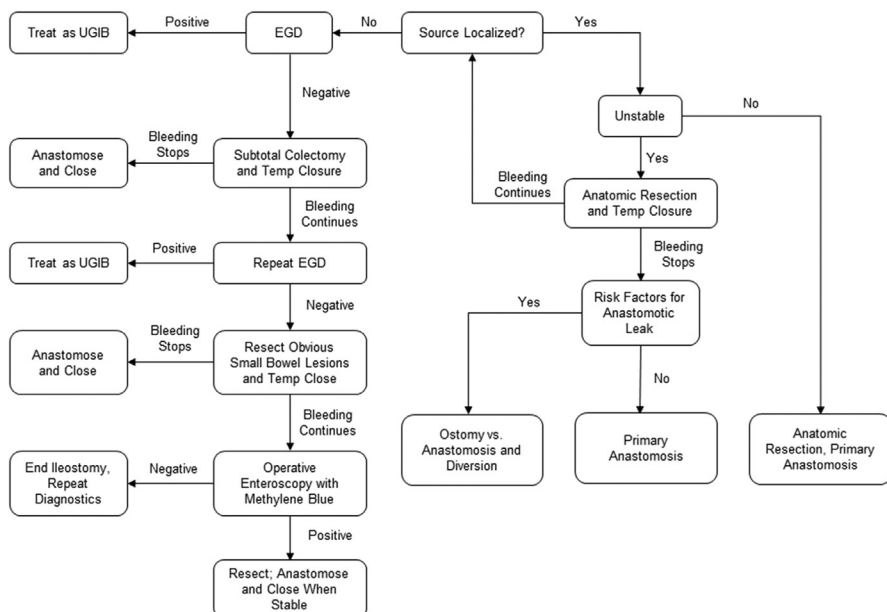 Treat as UGIB
Positive
EGD
No
Source Localized?
Yes
Negative
Unstable
No
Anastomose
and Close
Bleeding
Stops
Subtotal Colectomy
and Temp Closure
Bleeding
Continues
Yes
Anatomic Resection
and Temp Closure
Bleeding
Continues
Bleeding
Stops
Treat as UGIB
Positive
Repeat EGD
Yes
Risk Factors for
Anastomotic
Leak
Negative
Anastomose
and Close
Bleeding
Stops
Resect Obvious
Small Bowel Lesions
and Temp Close
No
Bleeding
Continues
Ostomy vs.
Anastomosis and
Diversion
Primary
Anastomosis
Anatomic
Resection, Primary
Anastomosis
End Ileostomy,
Repeat
Diagnostics
Negative
Operative
Enteroscopy with
Methylene Blue
Positive
Resect; Anastomose
and Close When
Stable